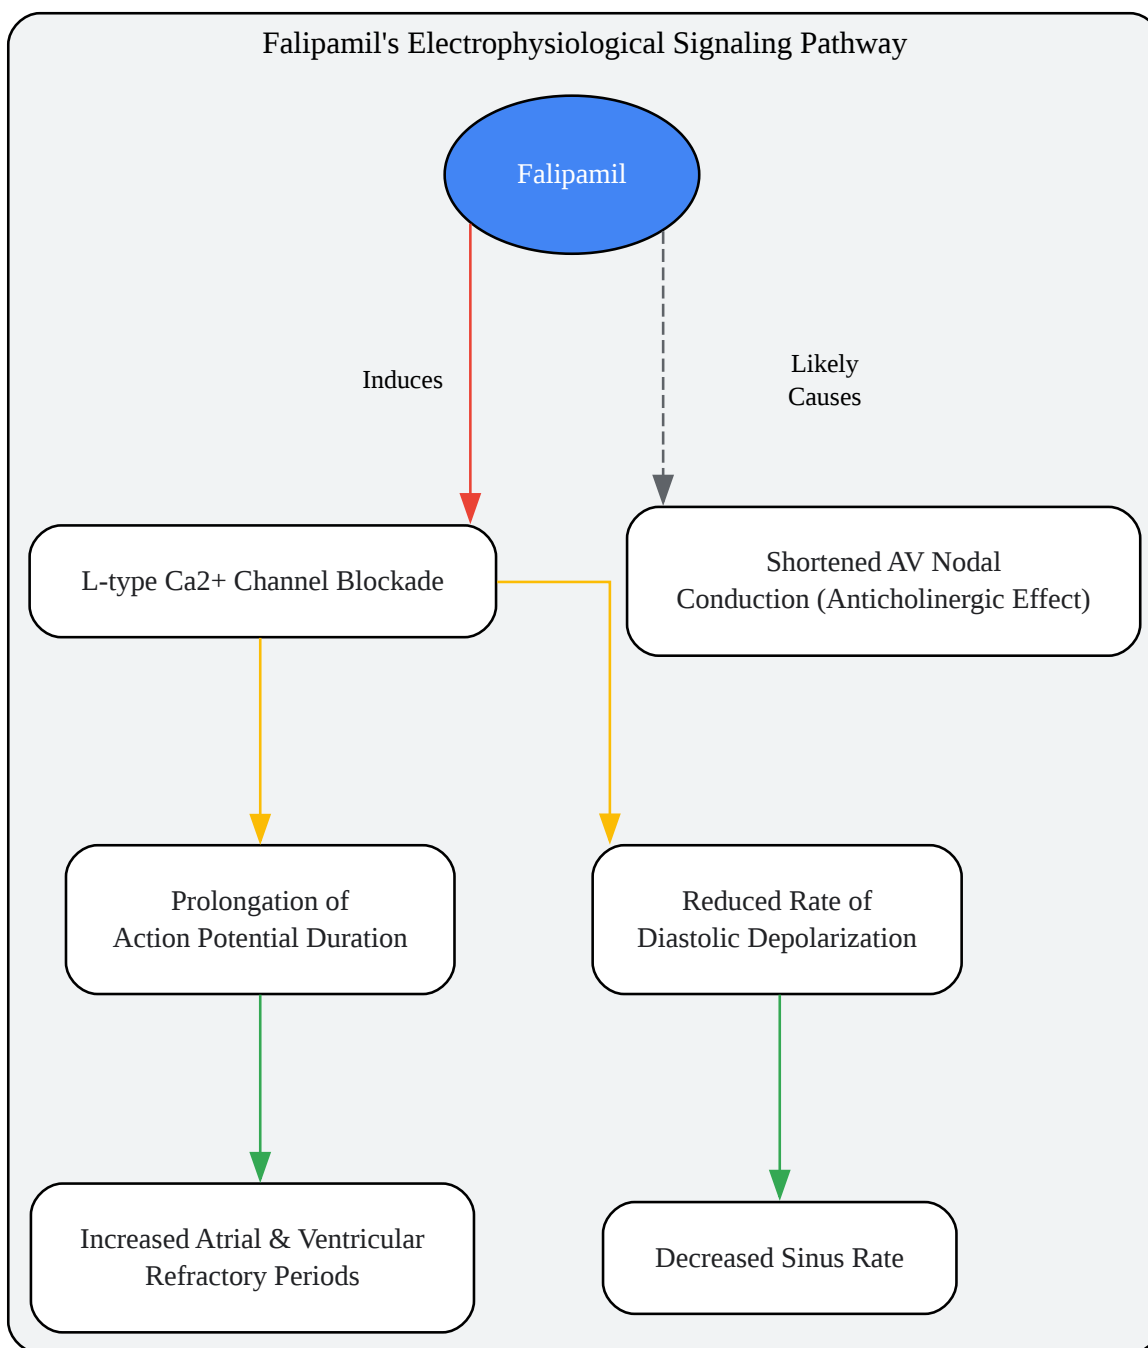 Falipamil's Electrophysiological Signaling Pathway
Falipamil
Induces
Likely
Causes
L-type Ca2+ Channel Blockade
Shortened AV Nodal
Conduction (Anticholinergic Effect)
Prolongation of
Action Potential Duration
Reduced Rate of
Diastolic Depolarization
Increased Atrial & Ventricular
Refractory Periods
Decreased Sinus Rate